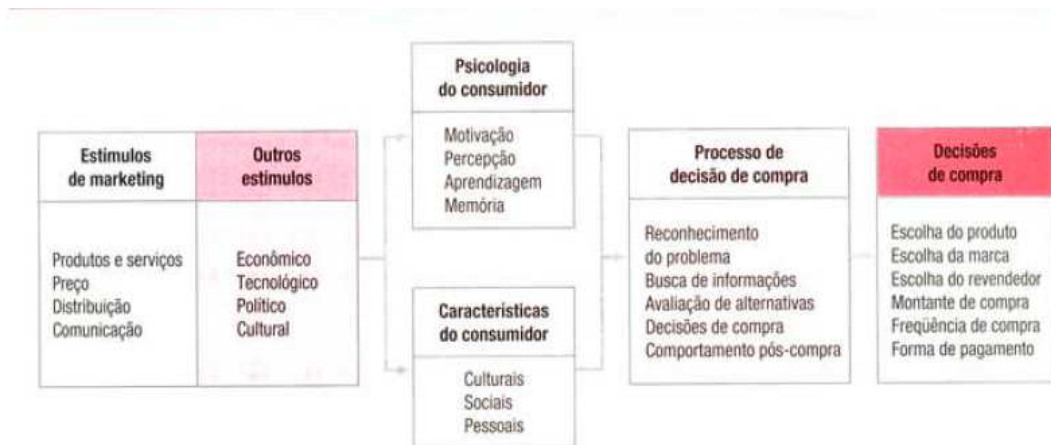 Estímulos
de marketing
Produtos e serviços
Preço
Distribuição
Comunicação
Outros
estímulos
Econômico
Tecnológico
Político
Cultural
Psicologia
do consumidor
Motivação
Percepção
Aprendizagem
Memória
Características
do consumidor
Culturais
Sociais
Pessoais
Processo de
decisão de compra
Reconhecimento
do problema
Busca de informações
Avaliação de alternativas
Decisões de compra
Comportamento pós-compra
Decisões
de compra
Escolha do produto
Escolha da marca
Escolha do revendedor
Montante de compra
Freqüência de compra
Forma de pagamento